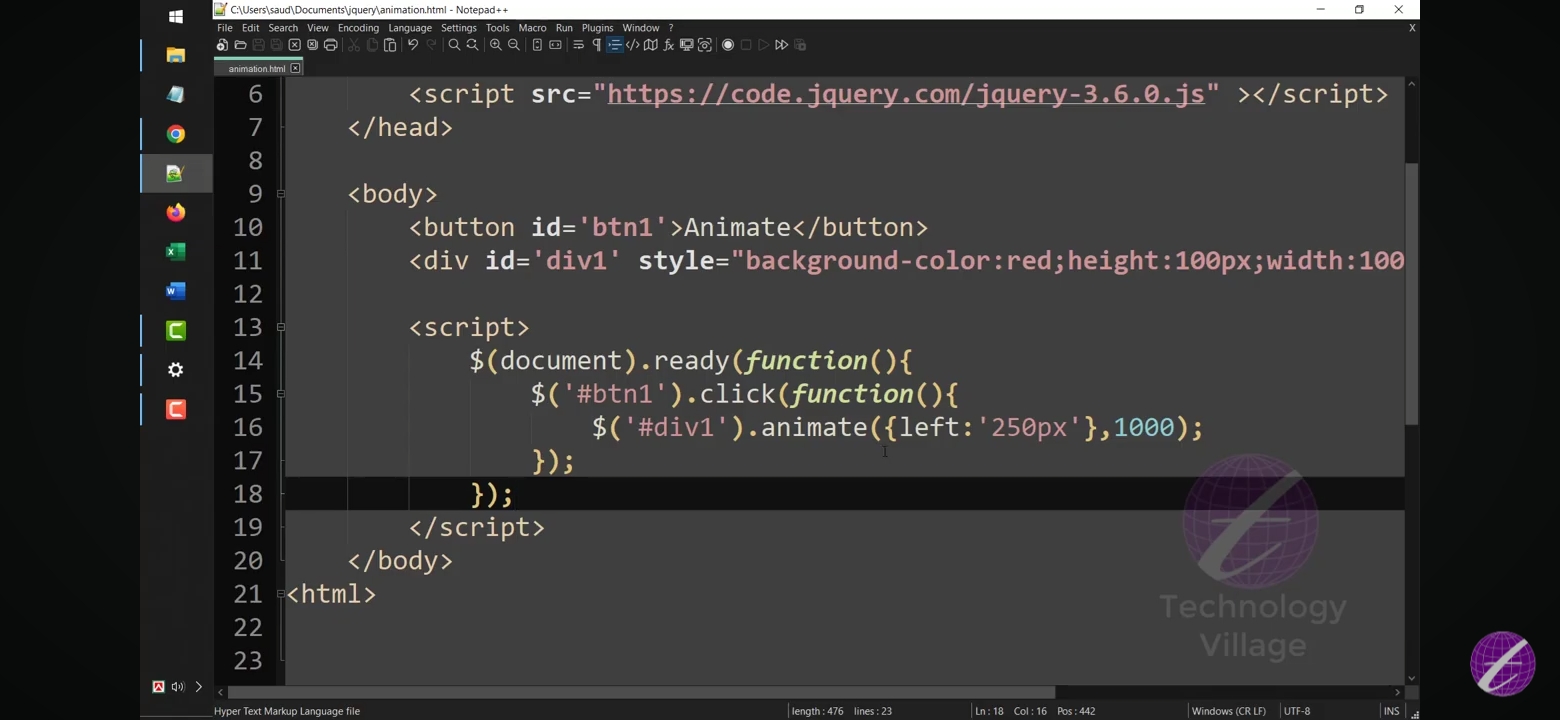 C:\Users\saud\Documents\jquery\animation.html - Notepad++
File Edit Search View Encoding Language Settings Tools Macro Run Plugins Window ? X
animation.html
6 <script src="https://code.jquery.com/jquery-3.6.0.js" ></script>
7 </head>
8
9 <body>
10 <button id='btn1'>Animate</button>
11 <div id='div1' style="background-color:red;height:100px;width:100
12
13 <script>
14 $(document).ready(function(){
15 $('#btn1').click(function(){
16 $('#div1').animate({left:'250px'},1000);
17 });
18 });
19 </script>
20 </body>
21 <html>
22
23
Technology
Village
Hyper Text Markup Language file length : 476 lines : 23 Ln : 18 Col : 16 Pos : 442 Windows (CR LF) UTF-8 INS